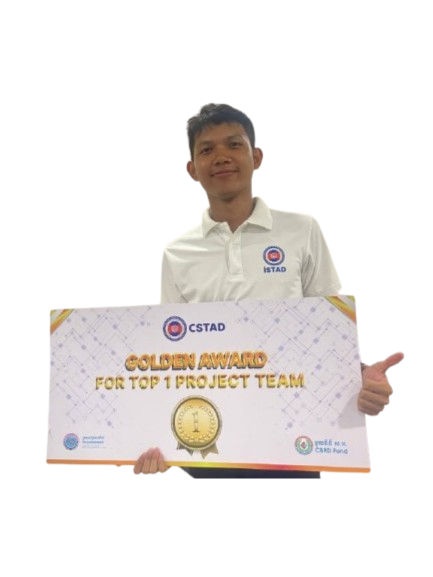 ISTAD
CSTAD
GOLDEN AWARD
FOR TOP 1 PROJECT TEAM
1
CBRD Fund